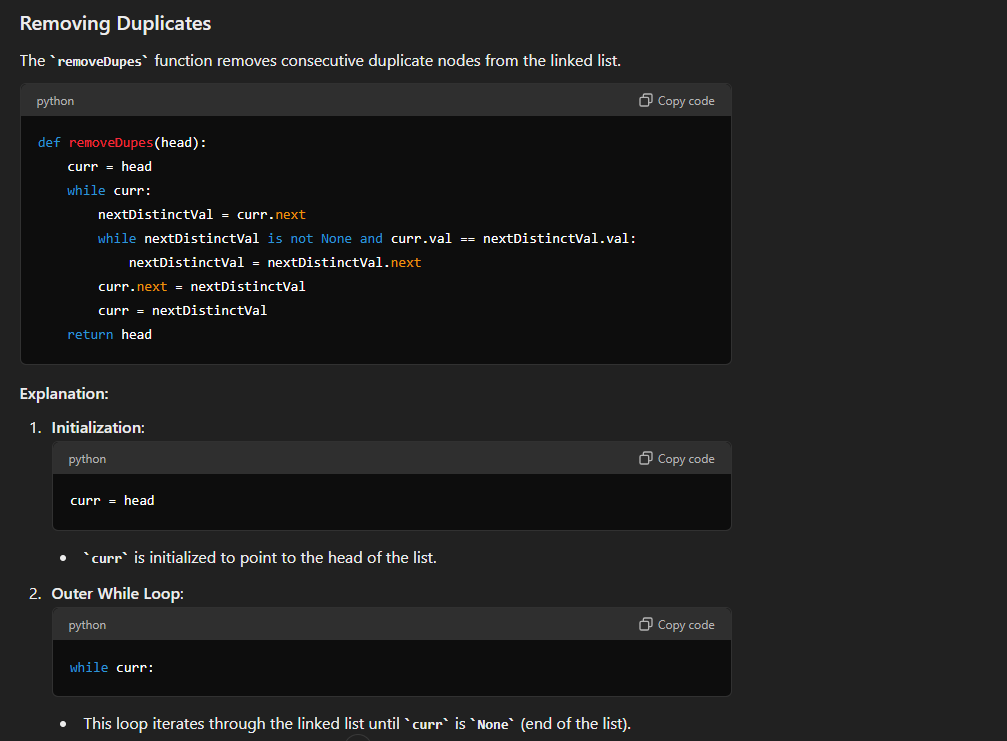 Removing Duplicates
The `removeDupes` function removes consecutive duplicate nodes from the linked list.
python
Copy code
def removeDupes(head):
    curr = head
    while curr:
        nextDistinctVal = curr.next
        while nextDistinctVal is not None and curr.val == nextDistinctVal.val:
            nextDistinctVal = nextDistinctVal.next
        curr.next = nextDistinctVal
        curr = nextDistinctVal
    return head
Explanation:
1. Initialization:
python
Copy code
curr = head
• `curr` is initialized to point to the head of the list.
2. Outer While Loop:
python
Copy code
while curr:
• This loop iterates through the linked list until `curr` is `None` (end of the list).